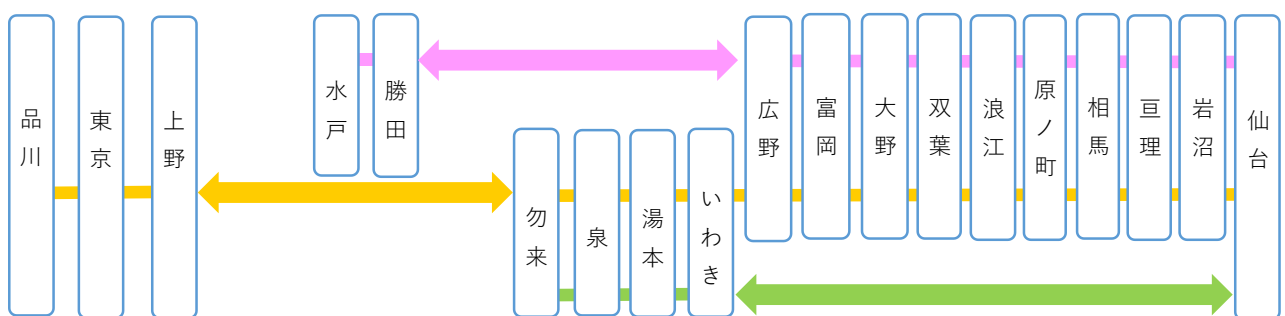 品川
東京
上野
水戸
勝田
勿来
泉
湯本
いわき
広野
富岡
大野
双葉
浪江
原ノ町
相馬
亘理
岩沼
仙台